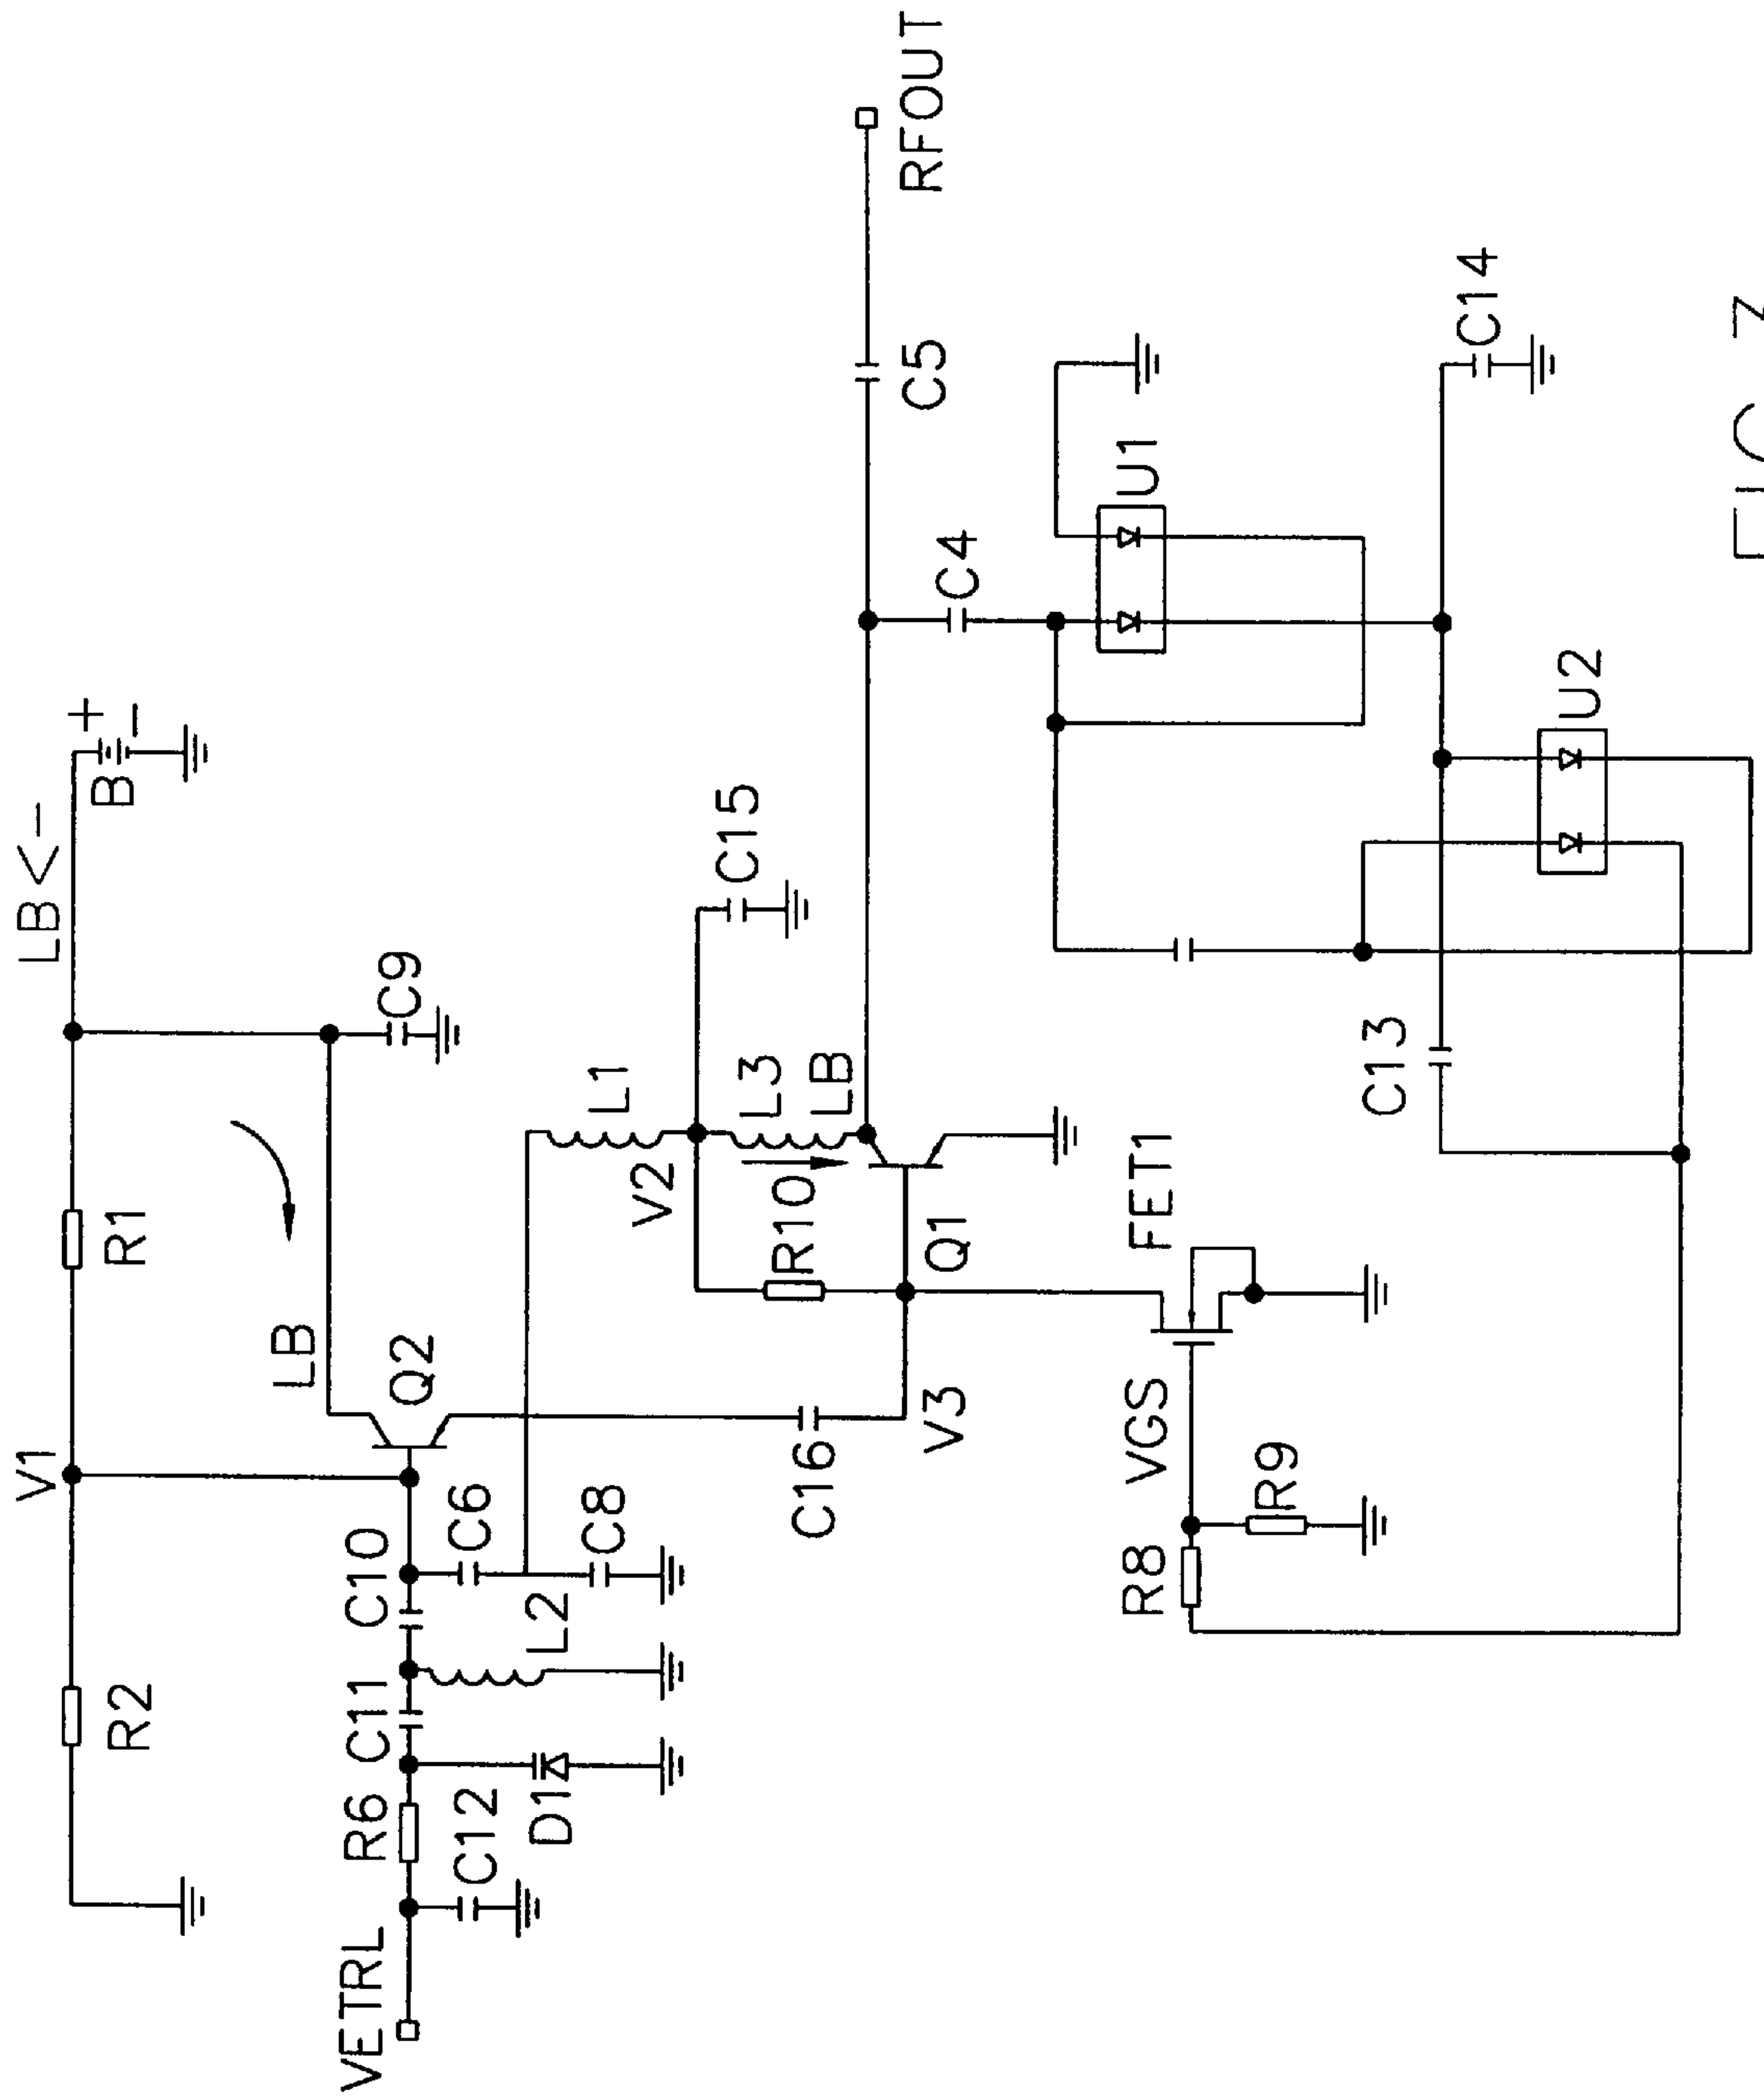 LB<-
+
B
-
V1
R1
R2
LB
Q2
C9
VETRL
R6
C11
C10
C6
C12
D1
L2
C8
L1
V2
C15
L3
LB
R10
C16
V3
Q1
C5
RFOUT
C4
FET1
VGS
R8
R9
U1
C13
C14
U2